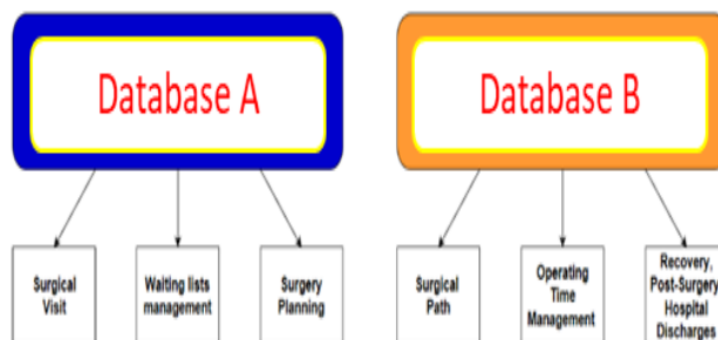 Database A
Database B
Surgical
Visit
Waiting lists
management
Surgery
Planning
Surgical
Path
Operating
Time
Management
Recovery,
Post-Surgery,
Hospital
Discharges